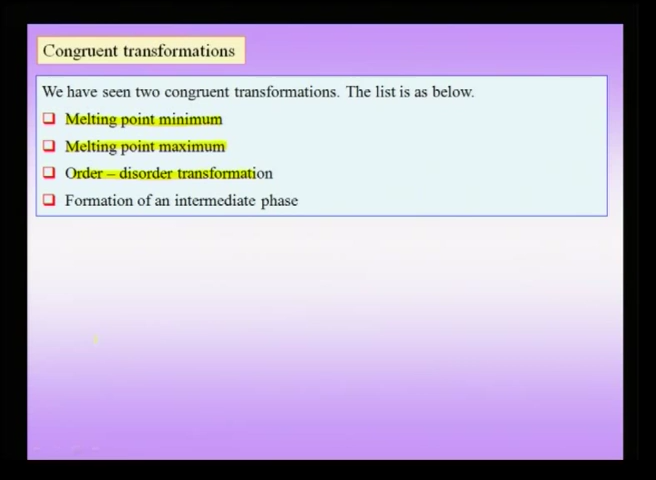 Congruent transformations
We have seen two congruent transformations. The list is as below.
Melting point minimum
Melting point maximum
Order – disorder transformation
Formation of an intermediate phase